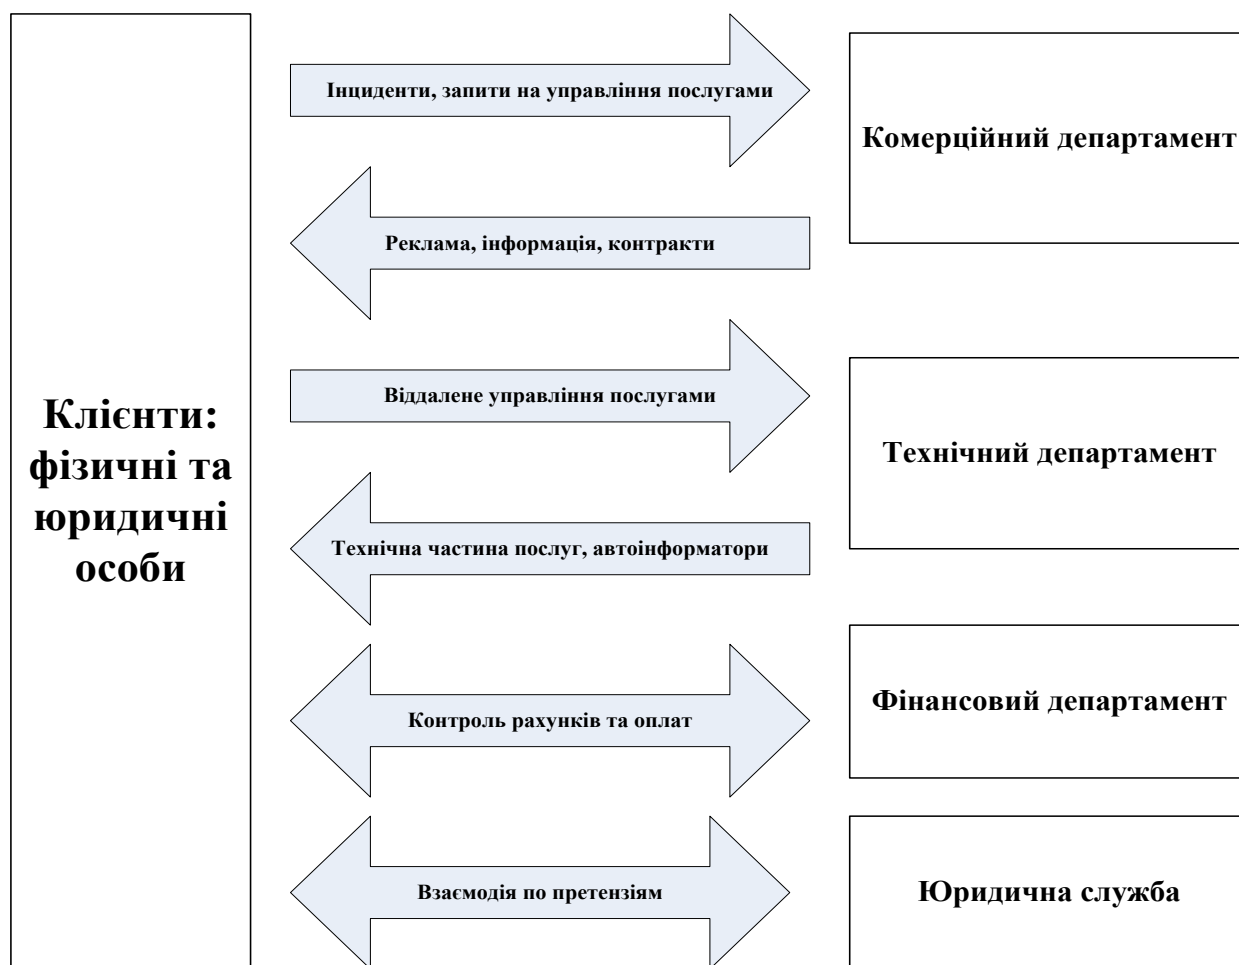 Інциденти, запити на управління послугами
Комерційний департамент
Реклама, інформація, контракти
Віддалене управління послугами
Клієнти:
фізичні та
юридичні
особи
Технічний департамент
Технічна частина послуг, автоінформатори
Фінансовий департамент
Контроль рахунків та оплат
Взаємодія по претензіям
Юридична служба